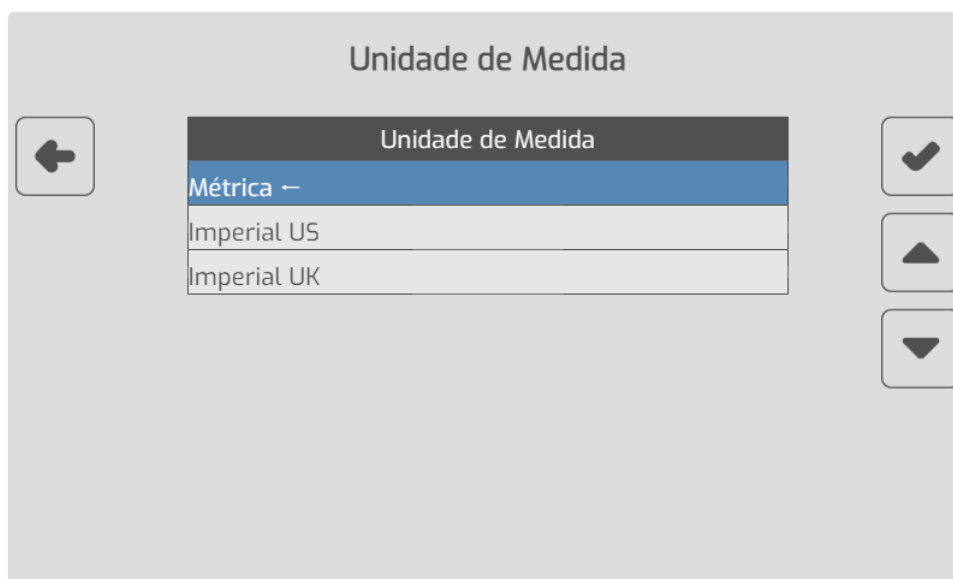 Unidade de Medida
Unidade de Medida
Métrica ←
Imperial US
Imperial UK